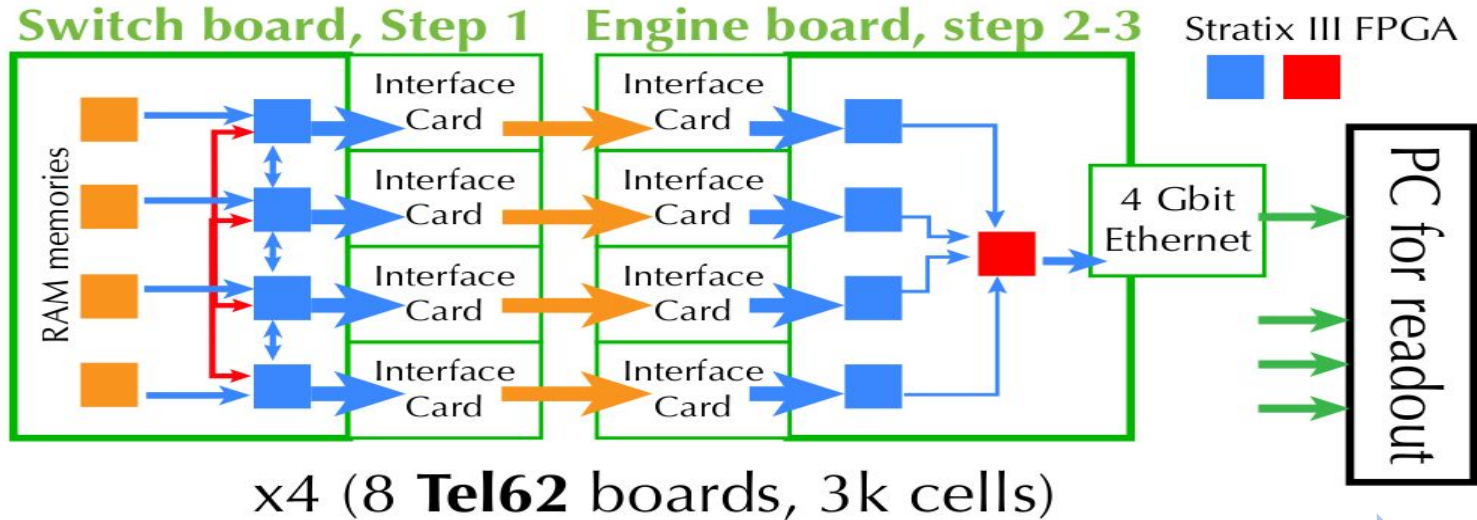 Switch board, Step 1
Engine board, step 2-3
Stratix III FPGA
RAM memories
Interface
Card
Interface
Card
Interface
Card
Interface
Card
Interface
Card
Interface
Card
Interface
Card
Interface
Card
4 Gbit
Ethernet
PC for readout
x4 (8 Tel62 boards, 3k cells)